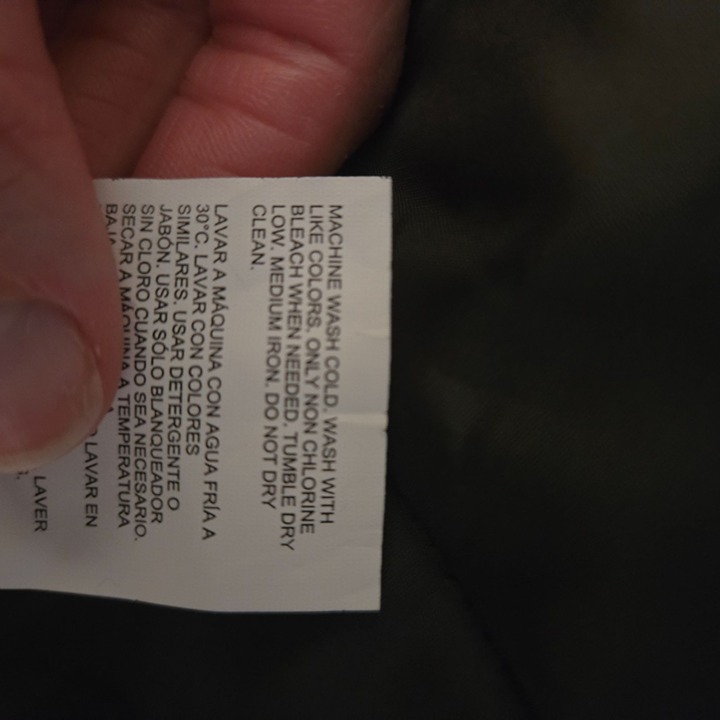 MACHINE WASH COLD. WASH WITH
LIKE COLORS. ONLY NON CHLORINE
BLEACH WHEN NEEDED. TUMBLE DRY
LOW. MEDIUM IRON. DO NOT DRY
CLEAN.
LAVAR A MÁQUINA CON AGUA FRÍA A
30°C. LAVAR CON COLORES
SIMILARES. USAR DETERGENTE O
JABÓN. USAR SÓLO BLANQUEADOR
SIN CLORO CUANDO SEA NECESARIO.
SECAR A MÁQUINA A TEMPERATURA
LAVAR EN
LAVER